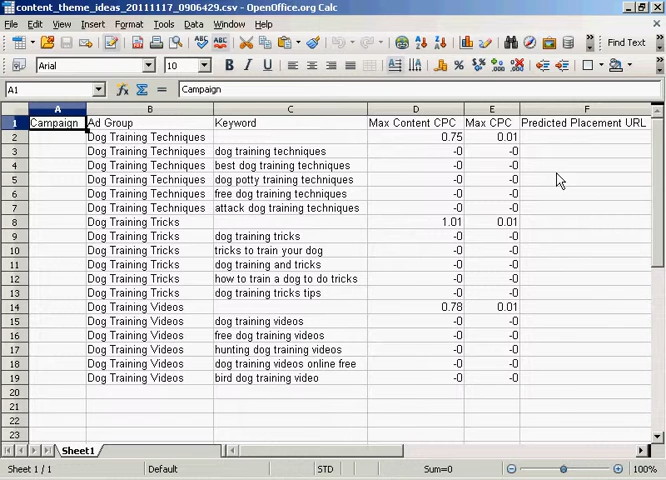 content_theme_ideas_20111117_0906429.csv - OpenOffice.org Calc
File Edit View Insert Format Tools Data Window Help
Find Text
Arial 10 B I U
A1 Campaign
A B C D E F
1 Campaign Ad Group Keyword Max Content CPC Max CPC Predicted Placement URL
2 Dog Training Techniques 0.75 0.01
3 Dog Training Techniques dog training techniques -0 -0
4 Dog Training Techniques best dog training techniques -0 -0
5 Dog Training Techniques dog potty training techniques -0 -0
6 Dog Training Techniques free dog training techniques -0 -0
7 Dog Training Techniques attack dog training techniques -0 -0
8 Dog Training Tricks 1.01 0.01
9 Dog Training Tricks dog training tricks -0 -0
10 Dog Training Tricks tricks to train your dog -0 -0
11 Dog Training Tricks dog training and tricks -0 -0
12 Dog Training Tricks how to train a dog to do tricks -0 -0
13 Dog Training Tricks dog training tricks tips -0 -0
14 Dog Training Videos 0.78 0.01
15 Dog Training Videos dog training videos -0 -0
16 Dog Training Videos free dog training videos -0 -0
17 Dog Training Videos hunting dog training videos -0 -0
18 Dog Training Videos dog training videos online free -0 -0
19 Dog Training Videos bird dog training video -0 -0
20
21
22
23
Sheet1
Sheet 1 / 1 Default STD Sum=0 100%